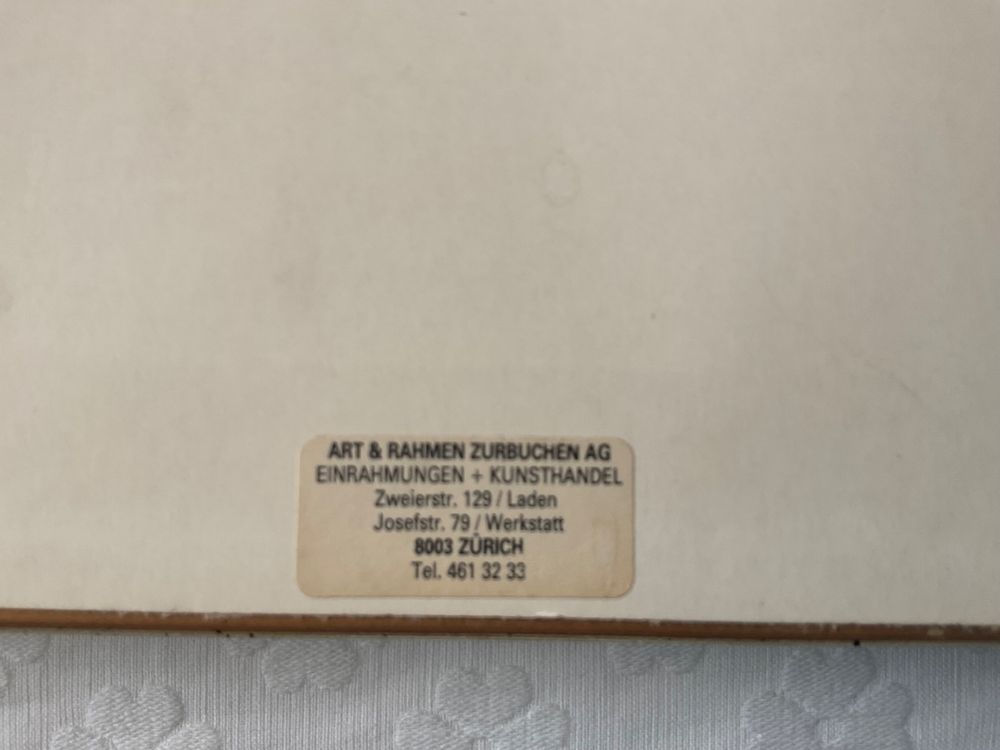 ART & RAHMEN ZURBUCHEN AG
EINRAHMUNGEN + KUNSTHANDEL
Zweierstr. 129 / Laden
Josefstr. 79 / Werkstatt
8003 ZÜRICH
Tel. 461 32 33